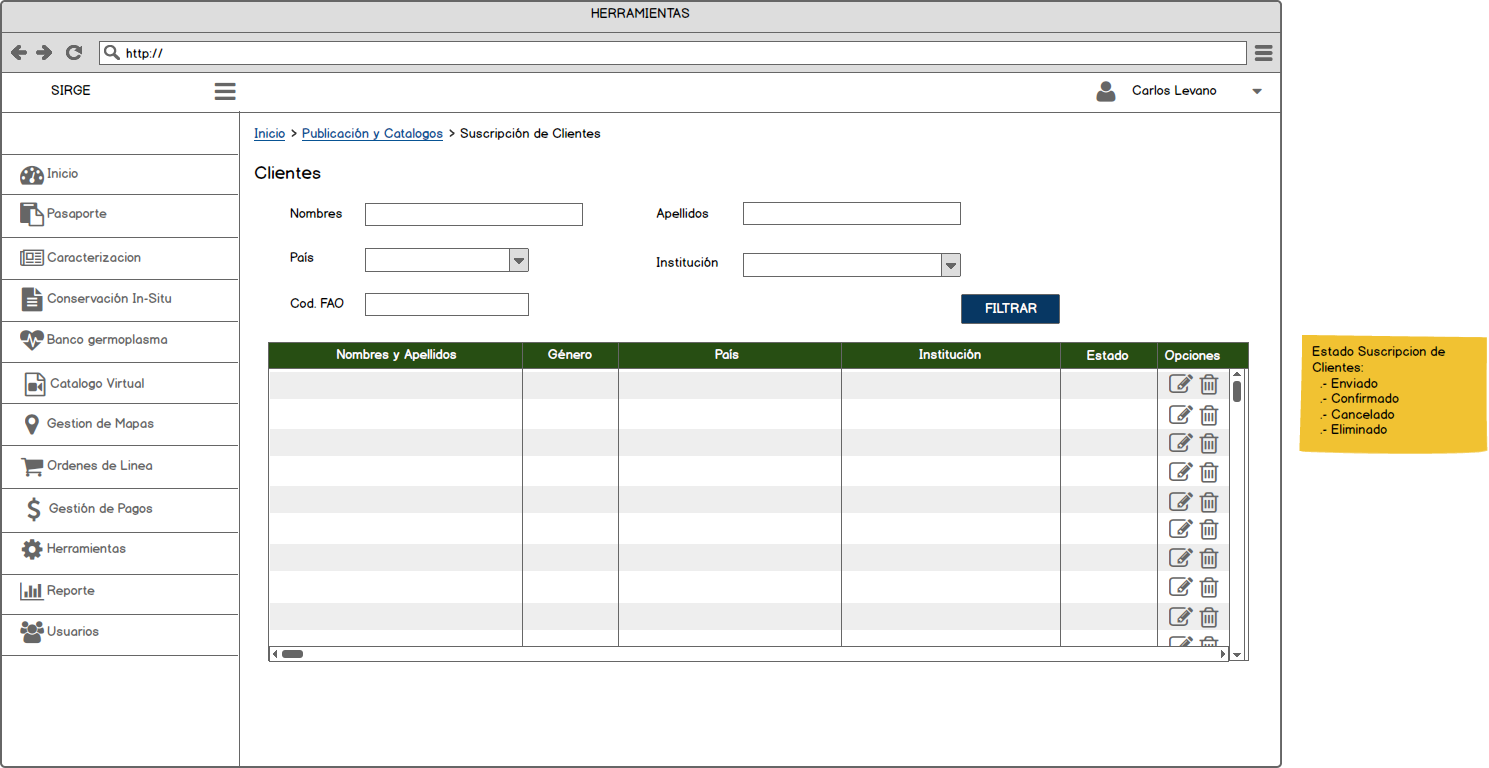 HERRAMIENTAS
http://
SIRGE
Carlos Levano
Inicio > Publicación y Catalogos > Suscripción de Clientes
Clientes
Nombres
Apellidos
País
Institución
Cod. FAO
FILTRAR
Nombres y Apellidos Género País Institución Estado Opciones
Inicio
Pasaporte
Caracterizacion
Conservación In-Situ
Banco germoplasma
Catalogo Virtual
Gestion de Mapas
Ordenes de Linea
Gestión de Pagos
Herramientas
Reporte
Usuarios
Estado Suscripcion de
Clientes:
.- Enviado
.- Confirmado
.- Cancelado
.- Eliminado